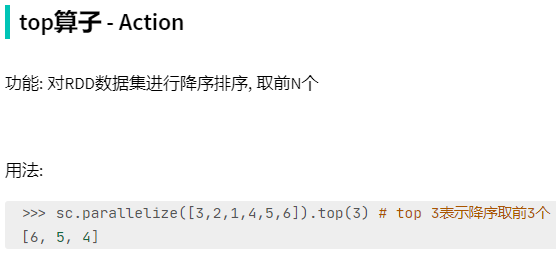 top算子 - Action
功能: 对RDD数据集进行降序排序, 取前N个
用法:
>>> sc.parallelize([3,2,1,4,5,6]).top(3) # top 3表示降序取前3个
[6, 5, 4]